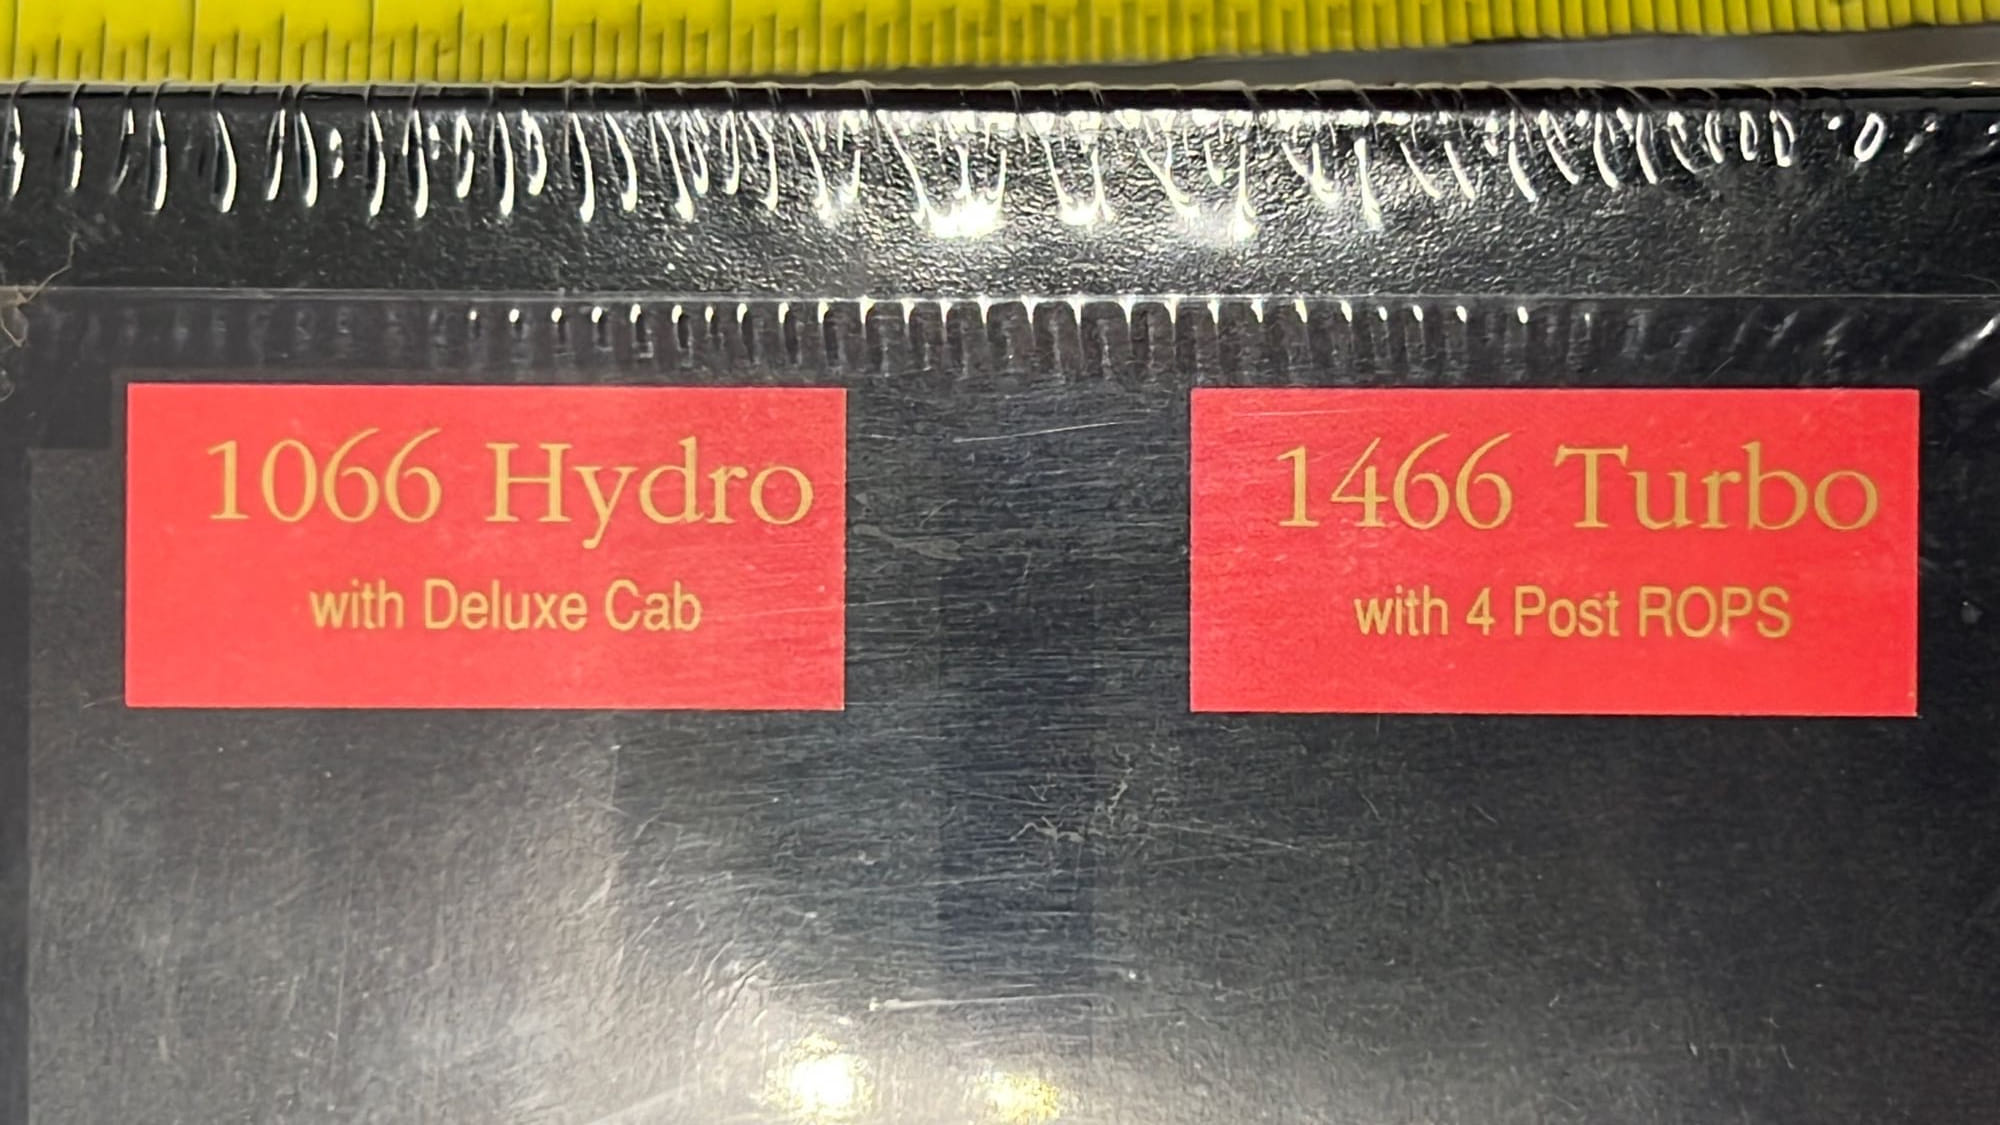 1066 Hydro
with Deluxe Cab
1466 Turbo
with 4 Post ROPS